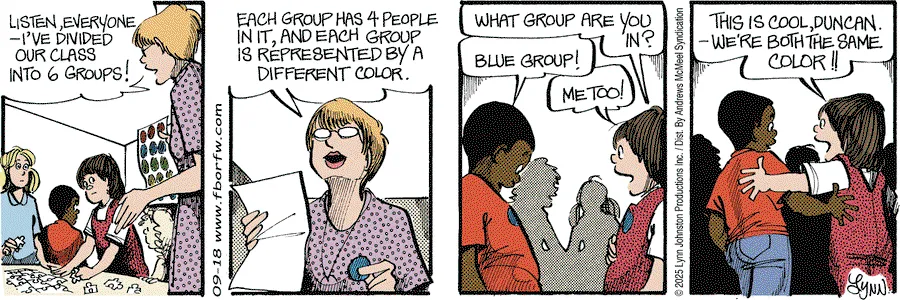 LISTEN, EVERYONE
-I'VE DIVIDED
OUR CLASS
INTO 6 GROUPS!
EACH GROUP HAS 4 PEOPLE
IN IT, AND EACH GROUP
IS REPRESENTED BY A
DIFFERENT COLOR.
09-18 www.fborfw.com
WHAT GROUP ARE YOU
IN?
BLUE GROUP!
ME TOO!
© 2025 Lynn Johnston Productions Inc. / Dist. By Andrews McMeel Syndication
THIS IS COOL, DUNCAN.
-WE'RE BOTH THE SAME
COLOR!!
LYNN